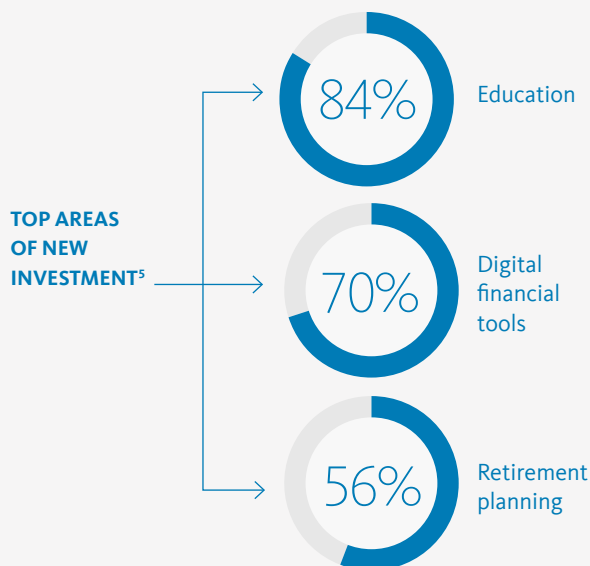 84%
Education
TOP AREAS
OF NEW
INVESTMENT⁵
70%
Digital
financial
tools
56%
Retirement
planning